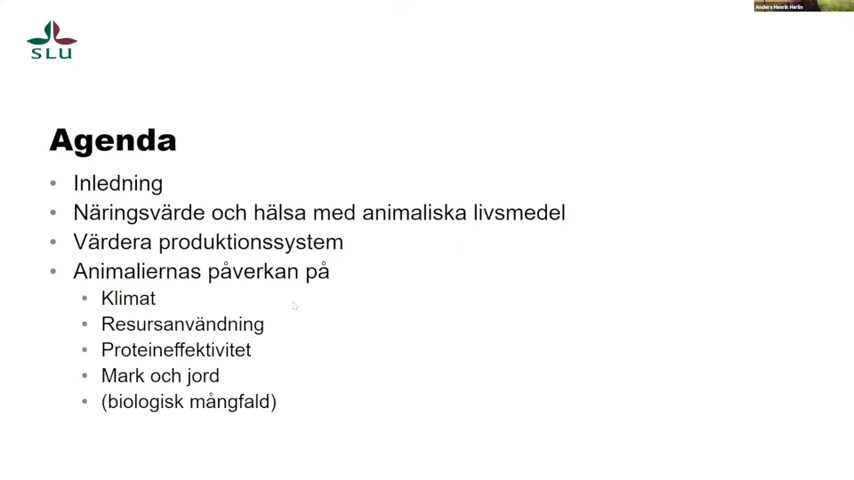 Anders Henrik Herlin
SLU
Agenda
• Inledning
• Näringsvärde och hälsa med animaliska livsmedel
• Värdera produktionssystem
• Animaliernas påverkan på
• Klimat
• Resursanvändning
• Proteineffektivitet
• Mark och jord
• (biologisk mångfald)